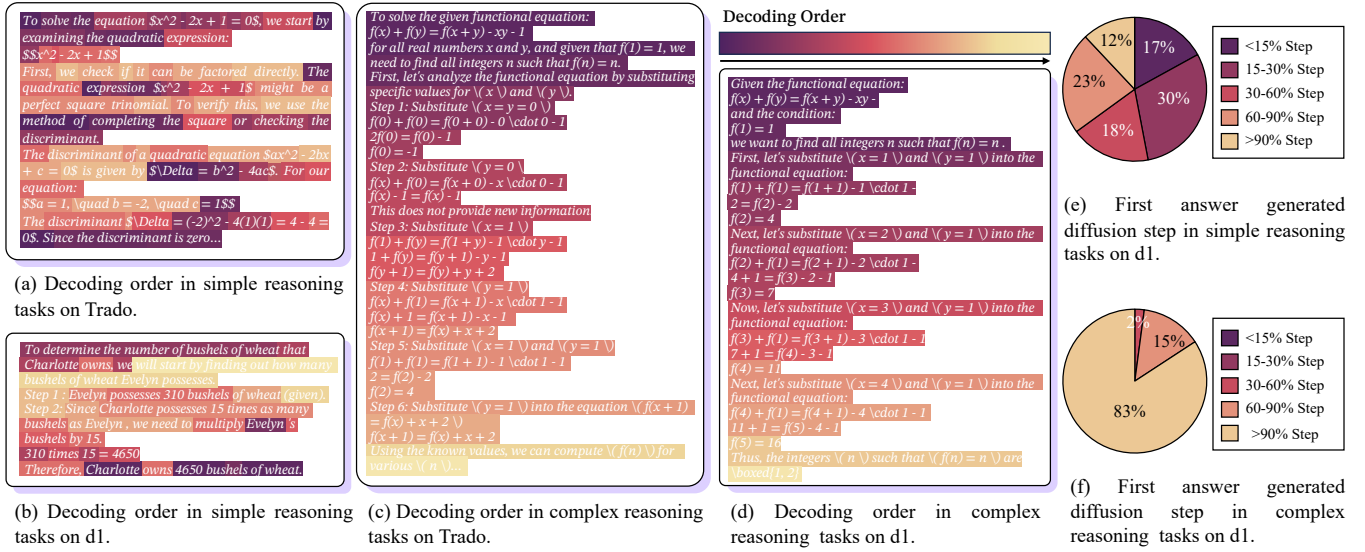 To solve the equation $x^2 - 2x + 1 = 0$, we start by
examining the quadratic expression:
$$x^2 - 2x + 1$$
First, we check if it can be factored directly. The
quadratic expression $x^2 - 2x + 1$ might be a
perfect square trinomial. To verify this, we use the
method of completing the square or checking the
discriminant.
The discriminant of a quadratic equation $ax^2 - 2bx
+ c = 0$ is given by $\Delta = b^2 - 4ac$. For our
equation:
$$a = 1, \quad b = -2, \quad c = 1$$
The discriminant $\Delta = (-2)^2 - 4(1)(1) = 4 - 4 =
0$. Since the discriminant is zero...
(a) Decoding order in simple reasoning
tasks on Trado.
To determine the number of bushels of wheat that
Charlotte owns, we will start by finding out how many
bushels of wheat Evelyn possesses.
Step 1 : Evelyn possesses 310 bushels of wheat (given).
Step 2: Since Charlotte possesses 15 times as many
bushels as Evelyn , we need to multiply Evelyn 's
bushels by 15.
310 times 15 = 4650
Therefore, Charlotte owns 4650 bushels of wheat.
(b) Decoding order in simple reasoning
tasks on d1.
To solve the given functional equation:
f(x) + f(y) = f(x + y) - xy - 1
for all real numbers x and y, and given that f(1) = 1, we
need to find all integers n such that f(n) = n.
First, let's analyze the functional equation by substituting
specific values for \( x \) and \( y \).
Step 1: Substitute \( x = y = 0 \)
f(0) + f(0) = f(0 + 0) - 0 \cdot 0 - 1
2f(0) = f(0) - 1
f(0) = -1
Step 2: Substitute \( y = 0 \)
f(x) + f(0) = f(x + 0) - x \cdot 0 - 1
f(x) - 1 = f(x) - 1
This does not provide new information
Step 3: Substitute \( x = 1 \)
f(1) + f(y) = f(1 + y) - 1 \cdot y - 1
1 + f(y) = f(y + 1) - y - 1
f(y + 1) = f(y) + y + 2
Step 4: Substitute \( y = 1 \)
f(x) + f(1) = f(x + 1) - x \cdot 1 - 1
f(x) + 1 = f(x + 1) - x - 1
f(x + 1) = f(x) + x + 2
Step 5: Substitute \( x = 1 \) and \( y = 1 \)
f(1) + f(1) = f(1 + 1) - 1 \cdot 1 - 1
2 = f(2) - 2
f(2) = 4
Step 6: Substitute \( y = 1 \) into the equation \( f(x + 1)
= f(x) + x + 2 \)
f(x + 1) = f(x) + x + 2
Using the known values, we can compute \( f(n) \) for
various \( n \)...
(c) Decoding order in complex reasoning
tasks on Trado.
Decoding Order
Given the functional equation:
f(x) + f(y) = f(x + y) - xy -
and the condition:
f(1) = 1
we want to find all integers n such that f(n) = n .
First, let's substitute \( x = 1 \) and \( y = 1 \) into the
functional equation:
f(1) + f(1) = f(1 + 1) - 1 \cdot 1 -
2 = f(2) - 2
f(2) = 4
Next, let's substitute \( x = 2 \) and \( y = 1 \) into the
functional equation:
f(2) + f(1) = f(2 + 1) - 2 \cdot 1 -
4 + 1 = f(3) - 2 - 1
f(3) = 7
Now, let's substitute \( x = 3 \) and \( y = 1 \) into the
functional equation:
f(3) + f(1) = f(3 + 1) - 3 \cdot 1 - 1
7 + 1 = f(4) - 3 - 1
f(4) = 11
Next, let's substitute \( x = 4 \) and \( y = 1 \) into the
functional equation:
f(4) + f(1) = f(4 + 1) - 4 \cdot 1 - 1
11 + 1 = f(5) - 4 - 1
f(5) = 16
Thus, the integers \( n \) such that \( f(n) = n \) are
\boxed{1, 2}
(d) Decoding order in complex
reasoning tasks on d1.
12%
17%
23%
30%
18%
<15% Step
15-30% Step
30-60% Step
60-90% Step
>90% Step
(e) First answer generated
diffusion step in simple reasoning
tasks on d1.
2%
15%
83%
<15% Step
15-30% Step
30-60% Step
60-90% Step
>90% Step
(f) First answer generated
diffusion step in complex
reasoning tasks on d1.